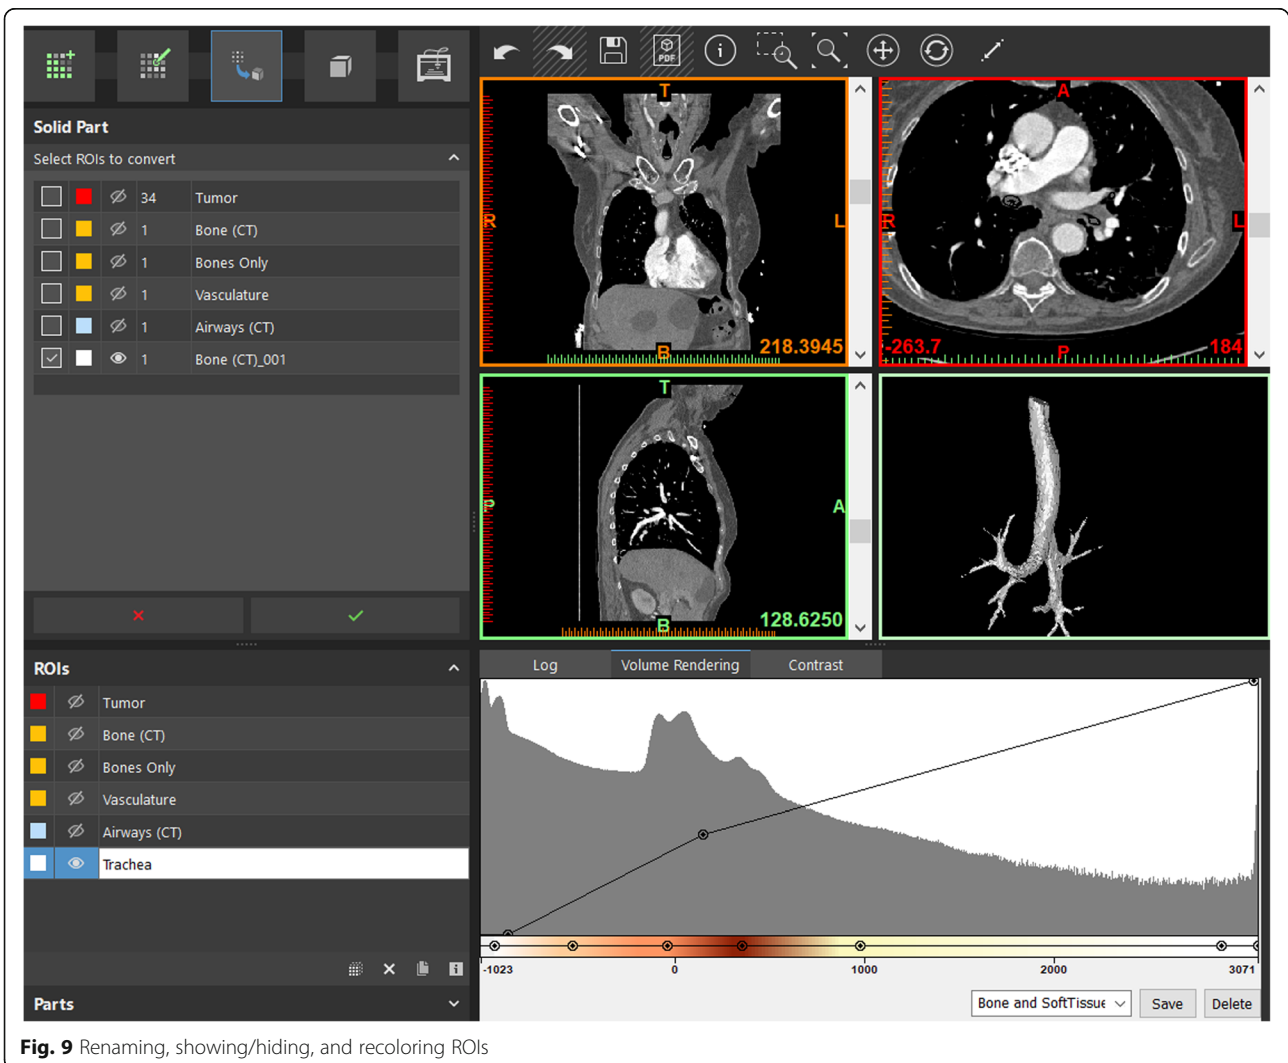 PDF
Solid Part
Select ROIs to convert
34 Tumor
1 Bone (CT)
1 Bones Only
1 Vasculature
1 Airways (CT)
1 Bone (CT)_001
T
R
L
B
218.3945
A
R
L
-263.7
P
184
T
P
A
B
128.6250
ROIs
Tumor
Bone (CT)
Bones Only
Vasculature
Airways (CT)
Trachea
Parts
Log Volume Rendering Contrast
-1023 0 1000 2000 3071
Bone and SoftTissue Save Delete
Fig. 9 Renaming, showing/hiding, and recoloring ROIs